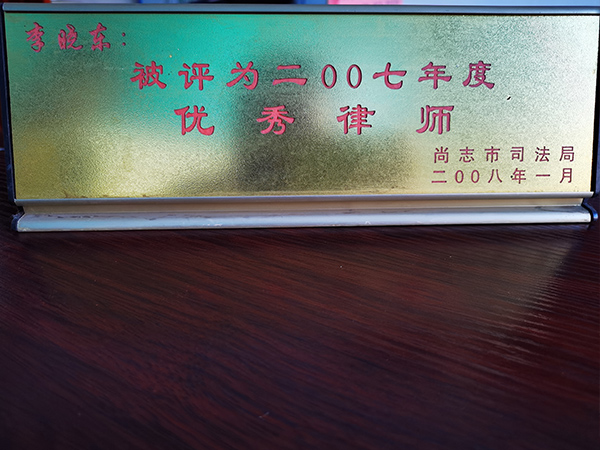 李晓东：
被评为二00七年度
优秀律师
尚志市司法局
二00八年一月